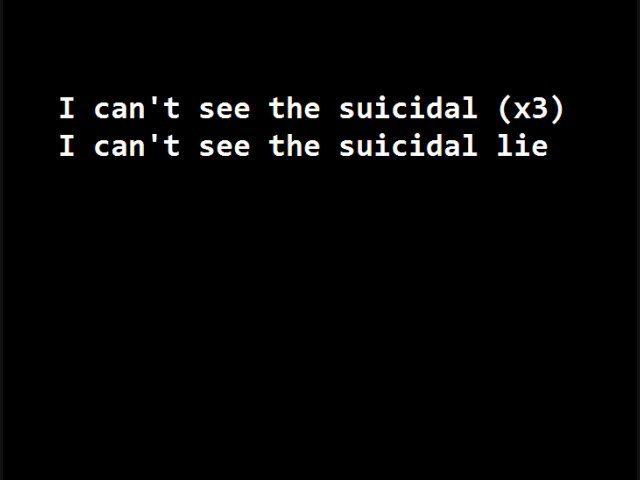 I can't see the suicidal (x3)
I can't see the suicidal lie